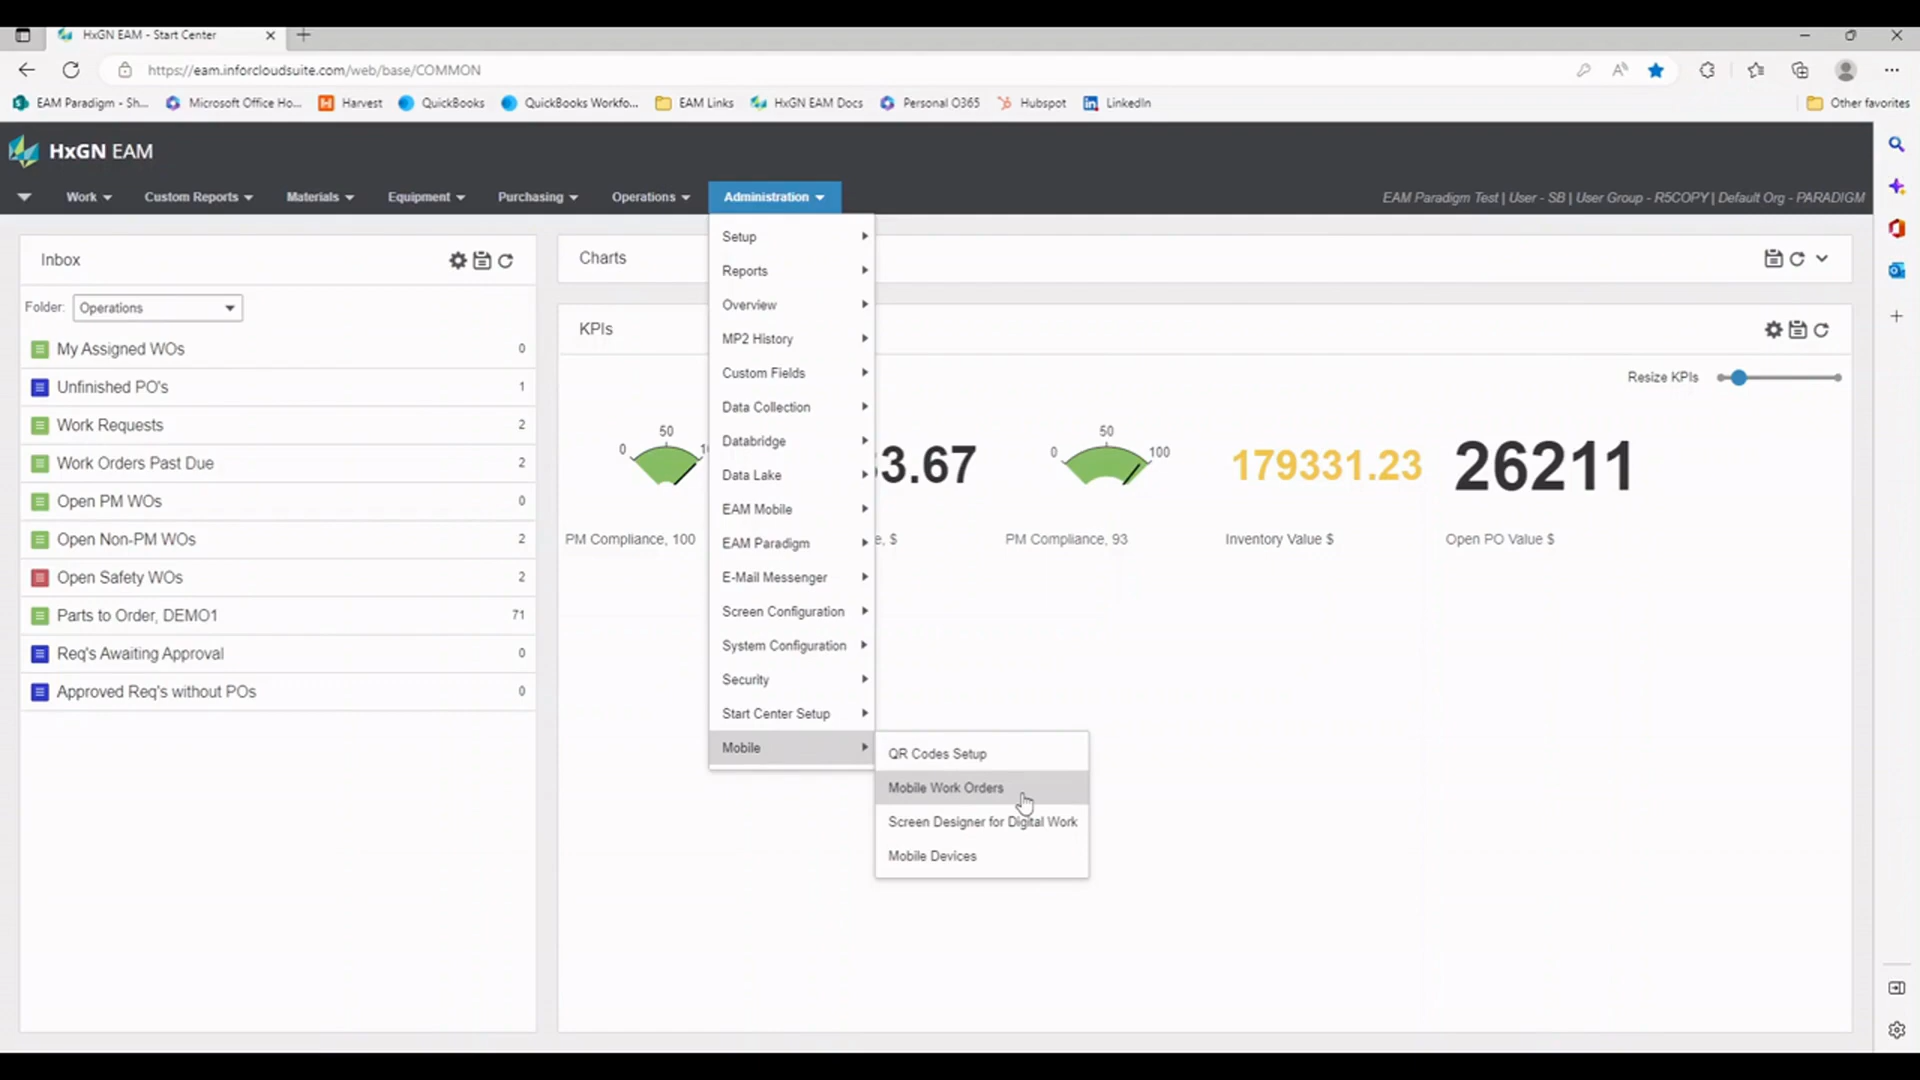 HxGN EAM - Start Center
https://eam.inforcloudsuite.com/web/base/COMMON
EAM Paradigm - Sh...
Microsoft Office Ho...
Harvest
QuickBooks
QuickBooks Workfo...
EAM Links
HxGN EAM Docs
Personal O365
Hubspot
LinkedIn
Other favorites
HxGN EAM
Work
Custom Reports
Materials
Equipment
Purchasing
Operations
Administration
EAM Paradigm Test | User - SB | User Group - R5COPY | Default Org - PARADIGM
Inbox
Folder: Operations
My Assigned WOs 0
Unfinished PO's 1
Work Requests 2
Work Orders Past Due 2
Open PM WOs 0
Open Non-PM WOs 2
Open Safety WOs 2
Parts to Order, DEMO1 71
Req's Awaiting Approval 0
Approved Req's without POs 0
Setup
Reports
Overview
MP2 History
Custom Fields
Data Collection
Databridge
Data Lake
EAM Mobile
EAM Paradigm
E-Mail Messenger
Screen Configuration
System Configuration
Security
Start Center Setup
Mobile
QR Codes Setup
Mobile Work Orders
Screen Designer for Digital Work
Mobile Devices
Charts
KPIs
Resize KPIs
0 50
PM Compliance, 100
3.67
e, $
0 50 100
PM Compliance, 93
179331.23
Inventory Value $
26211
Open PO Value $